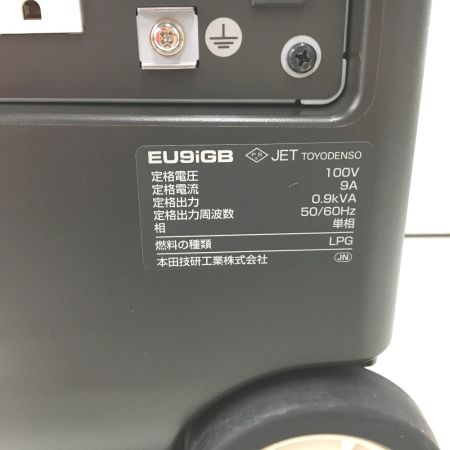 EU9iGB PS E JET TOYODENSO
定格電圧 100V
定格電流 9A
定格出力 0.9kVA
定格出力周波数 50/60Hz
相 単相
燃料の種類 LPG
本田技研工業株式会社 JN